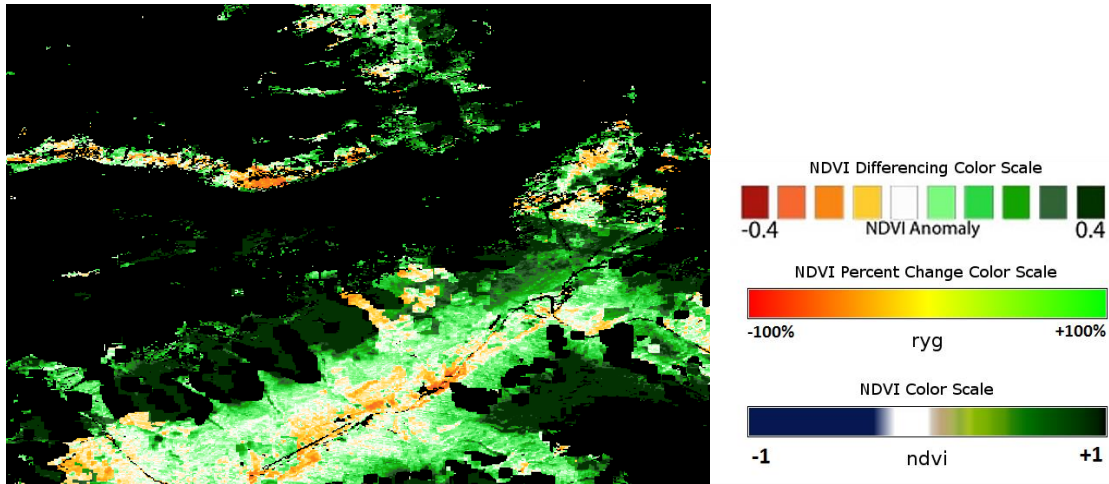 NDVI Differencing Color Scale
-0.4 NDVI Anomaly 0.4
NDVI Percent Change Color Scale
-100% ryg +100%
NDVI Color Scale
-1 ndvi +1